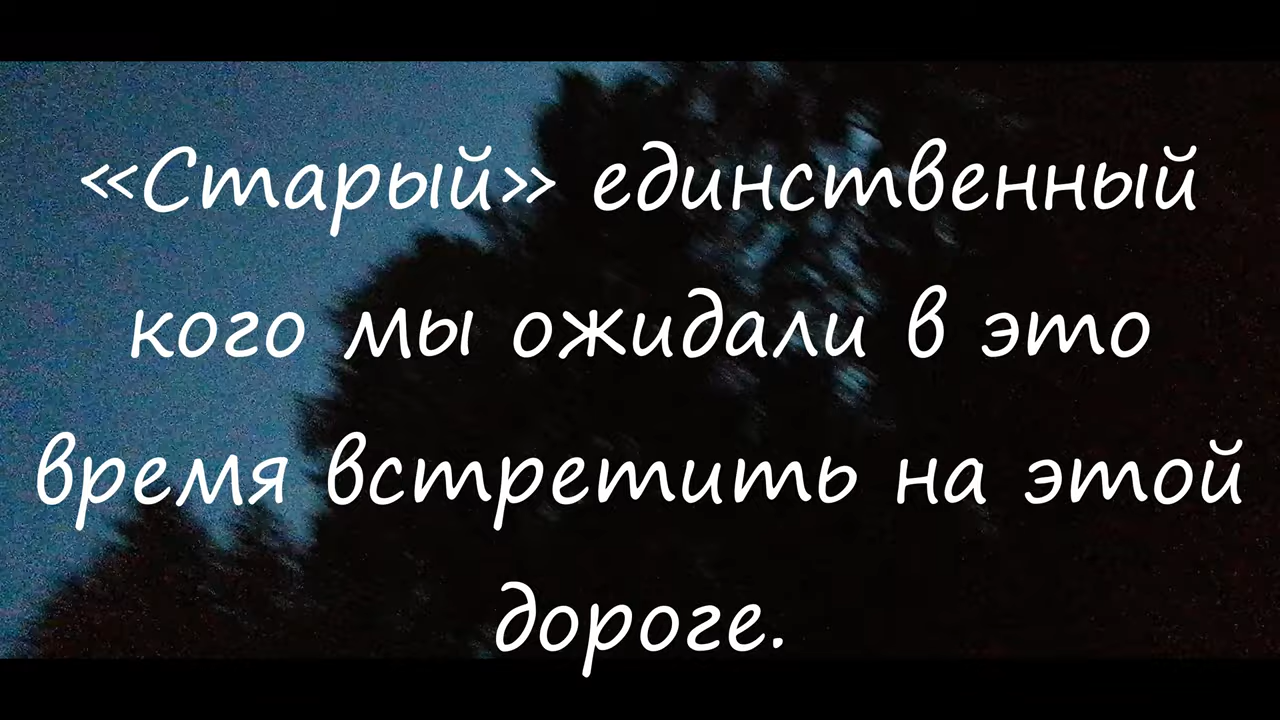 «Старый» единственный
кого мы ожидали в это
время встретить на этой
дороге.